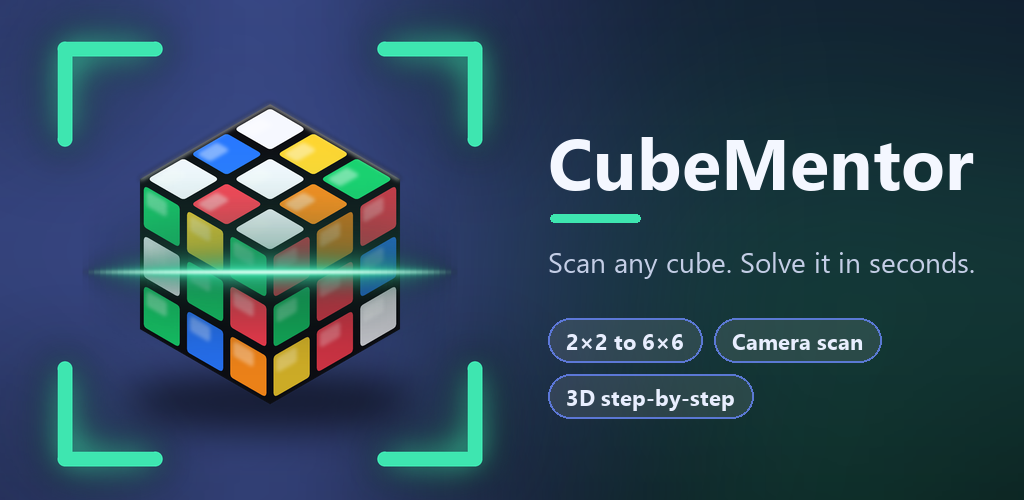 CubeMentor
Scan any cube. Solve it in seconds.
2×2 to 6×6
Camera scan
3D step-by-step